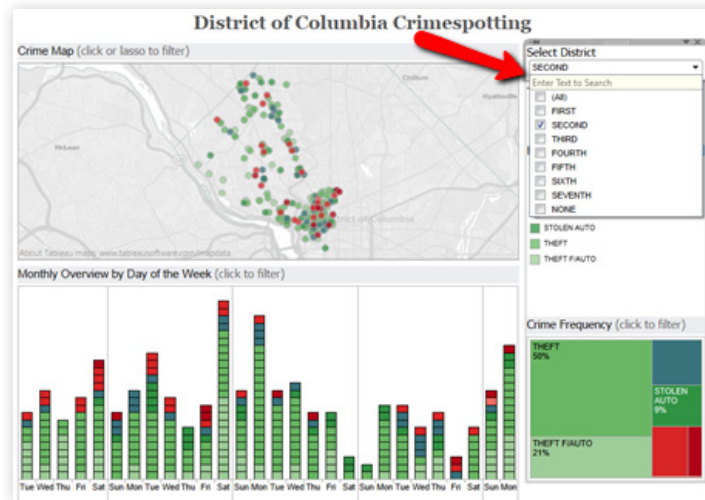 District of Columbia Crimespotting
Crime Map (click or lasso to filter)
Chillum
Hyattsville
McLean
District of Columbia
About Tableau maps: www.tableausoftware.com/mapdata
Select District
SECOND
Enter Text to Search
(All)
FIRST
SECOND
THIRD
FOURTH
FIFTH
SIXTH
SEVENTH
NONE
STOLEN AUTO
THEFT
THEFT F/AUTO
Monthly Overview by Day of the Week (click to filter)
Tue Wed Thu Fri Sat Sun Mon Tue Wed Thu Fri Sat Sun Mon Tue Wed Thu Fri Sat Sun Mon Tue Wed Thu Fri Sat Sun Mon
Crime Frequency (click to filter)
THEFT
50%
STOLEN
AUTO
9%
THEFT F/AUTO
21%